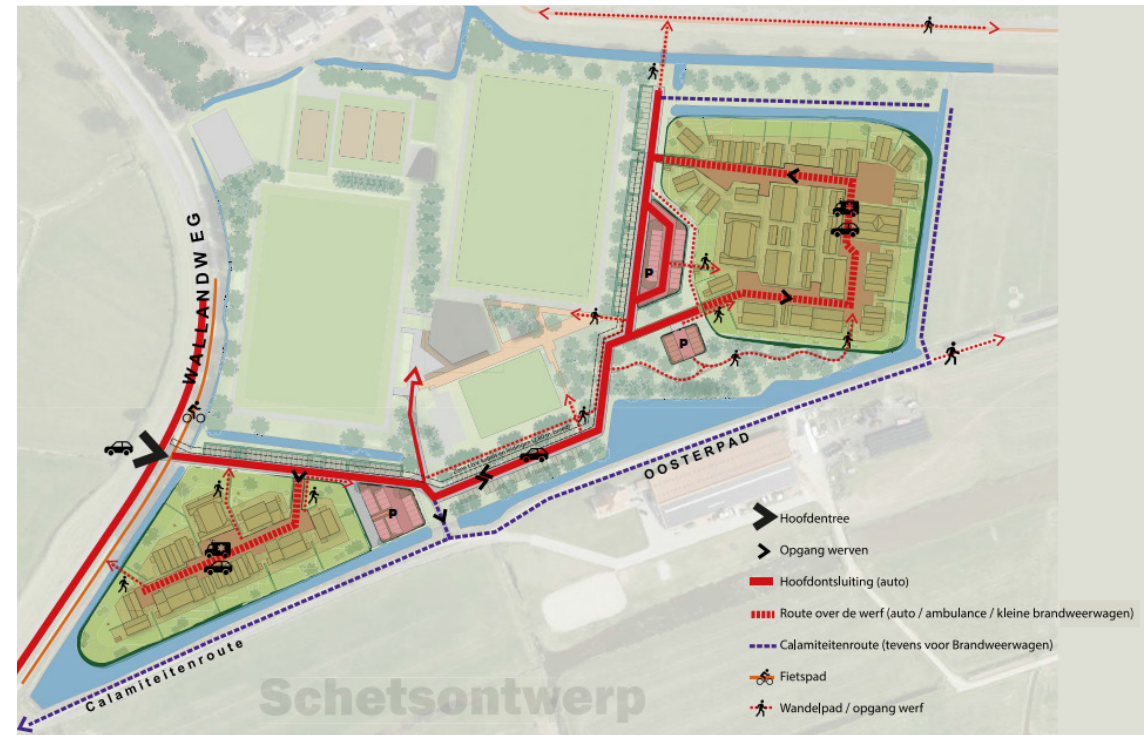 WALLANDWEG
P
P
P
OOSTERPAD
Calamiteitenroute
Schetsontwerp
Hoofdentree
Opgang werven
Hoofdontsluiting (auto)
Route over de werf (auto / ambulance / kleine brandweerwagen)
Calamiteitenroute (tevens voor Brandweerwagen)
Fietspad
Wandelpad / opgang werf